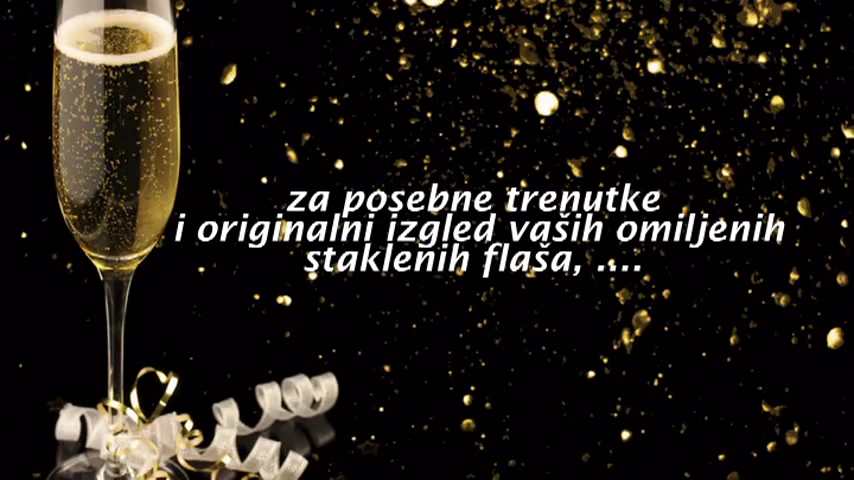 za posebne trenutke
i originalni izgled vaših omiljenih
staklenih flaša, ....